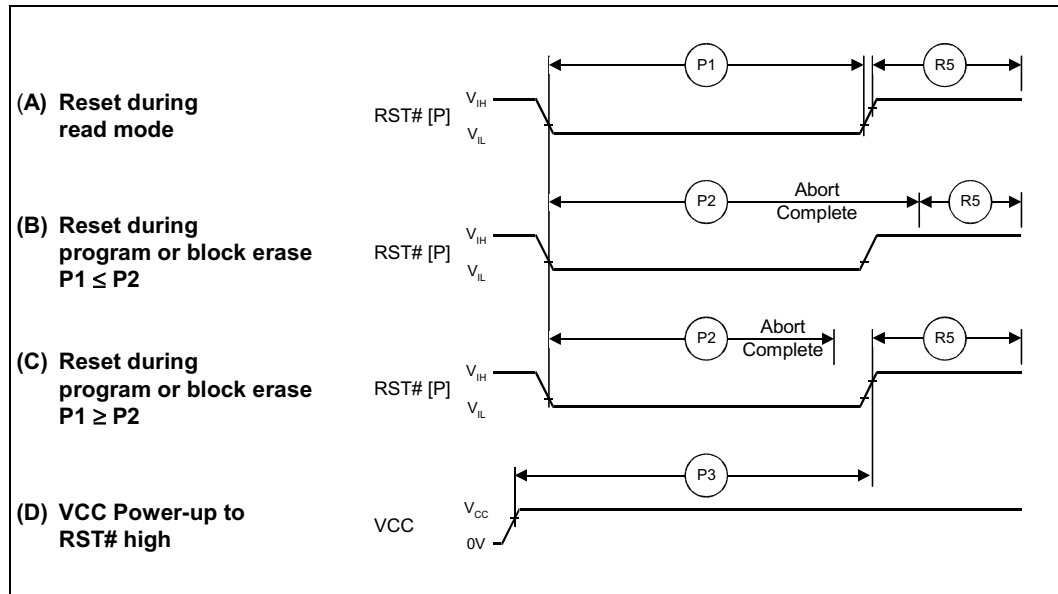 P1
R5
(A) Reset during
read mode
RST# [P]
VIH
VIL
P2
Abort
Complete
R5
(B) Reset during
program or block erase
P1 ≤ P2
RST# [P]
VIH
VIL
P2
Abort
Complete
R5
(C) Reset during
program or block erase
P1 ≥ P2
RST# [P]
VIH
VIL
P3
(D) VCC Power-up to
RST# high
VCC
VCC
0V